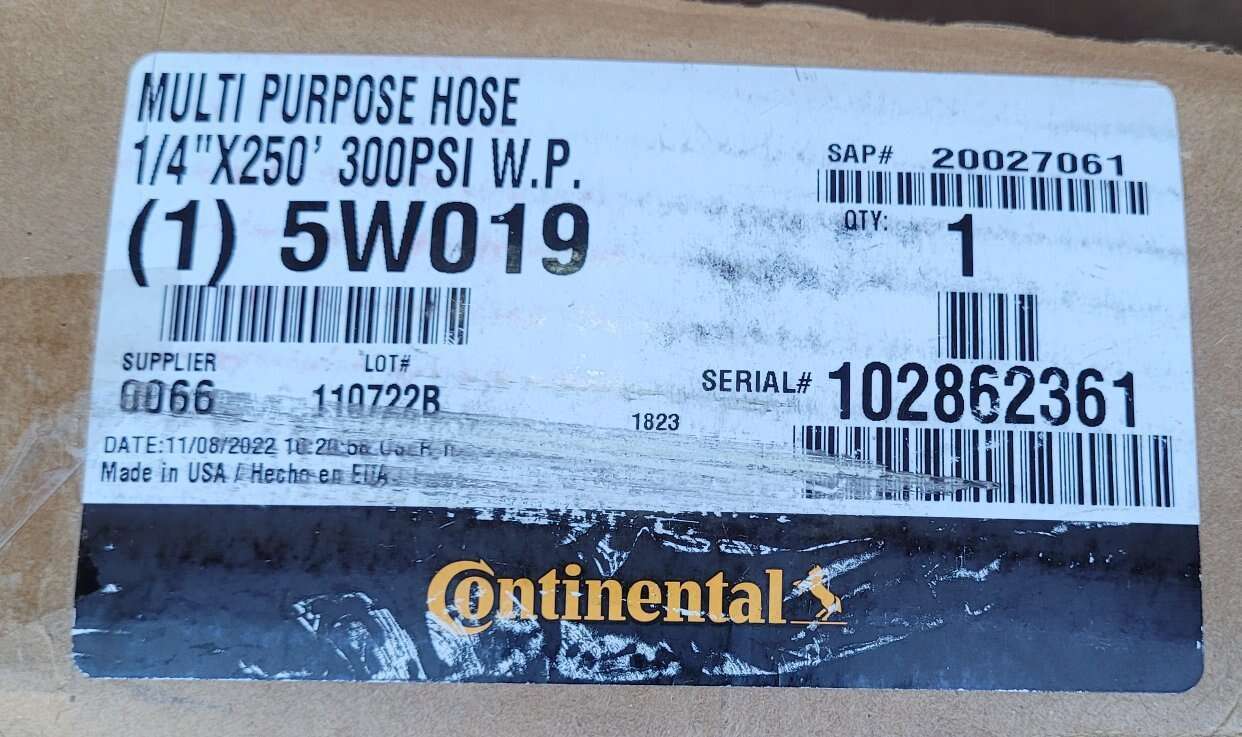 MULTI PURPOSE HOSE
1/4"X250' 300PSI W.P.
(1) 5W019
SAP# 20027061
QTY: 1
SUPPLIER LOT#
0066 110722B
SERIAL# 102862361
1823
DATE:11/08/2022
Made in USA / Hecho en EUA
Continental